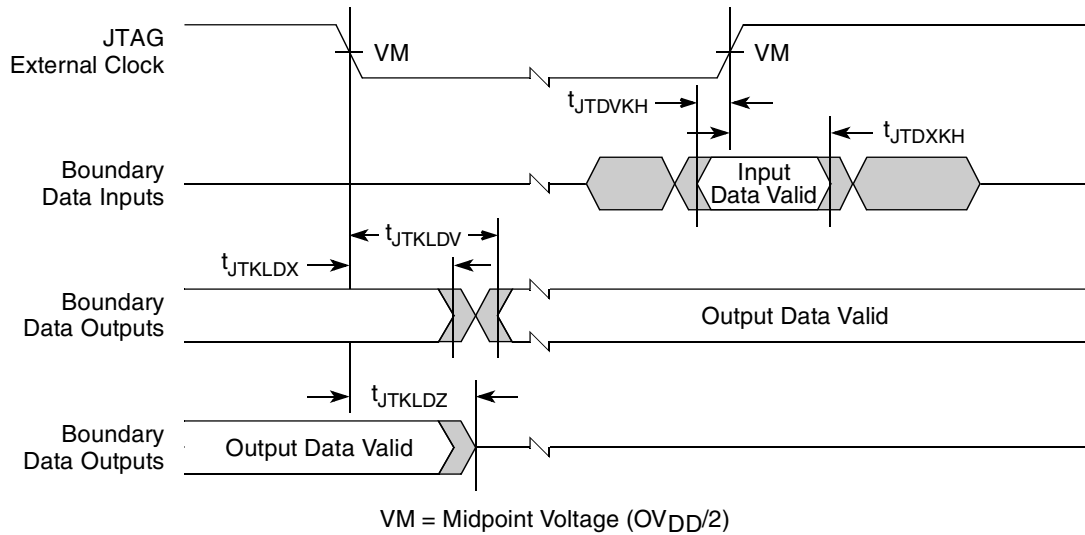 JTAG
External Clock
VM
VM
tJTDVKH
tJTDXKH
Boundary
Data Inputs
Input
Data Valid
tJTKLDV
tJTKLDX
Boundary
Data Outputs
Output Data Valid
tJTKLDZ
Boundary
Data Outputs
Output Data Valid
VM = Midpoint Voltage (OVDD/2)